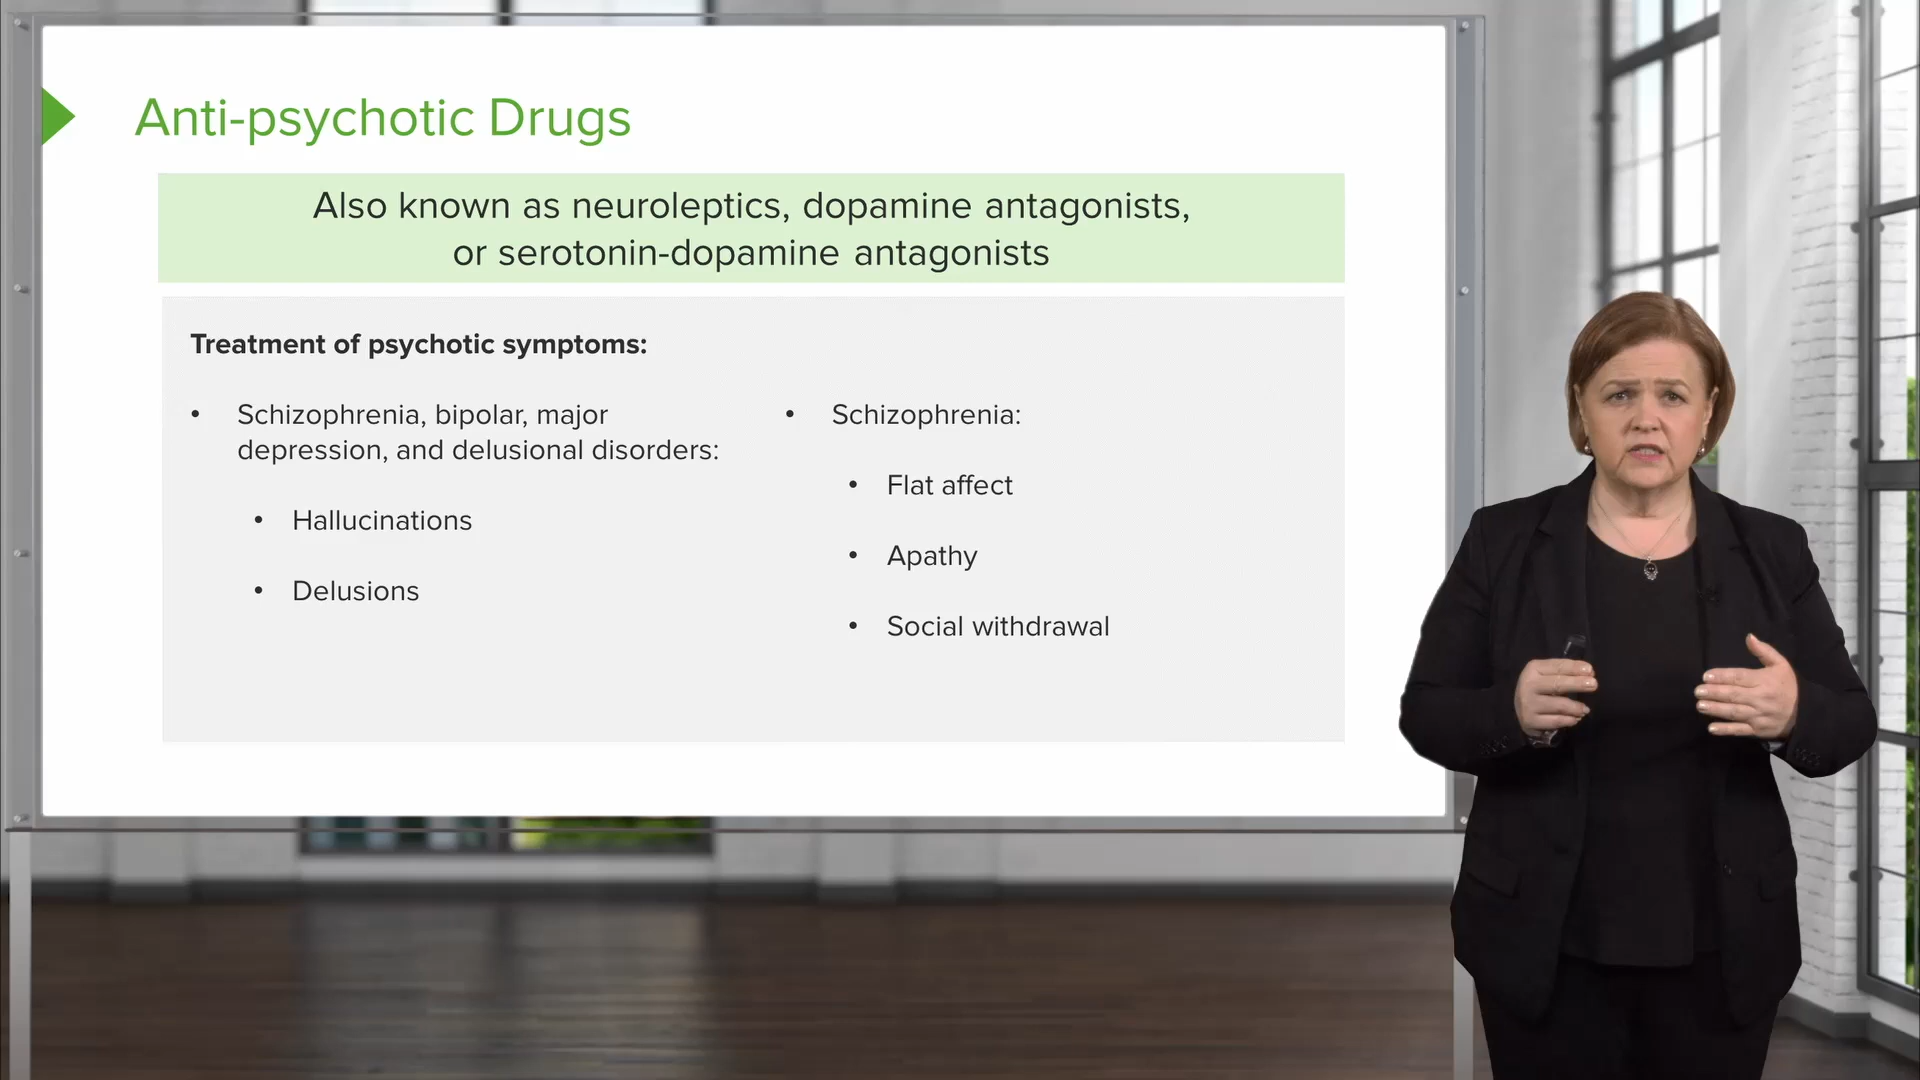 Anti-psychotic Drugs
Also known as neuroleptics, dopamine antagonists,
or serotonin-dopamine antagonists
Treatment of psychotic symptoms:
• Schizophrenia, bipolar, major
depression, and delusional disorders:
• Hallucinations
• Delusions
• Schizophrenia:
• Flat affect
• Apathy
• Social withdrawal